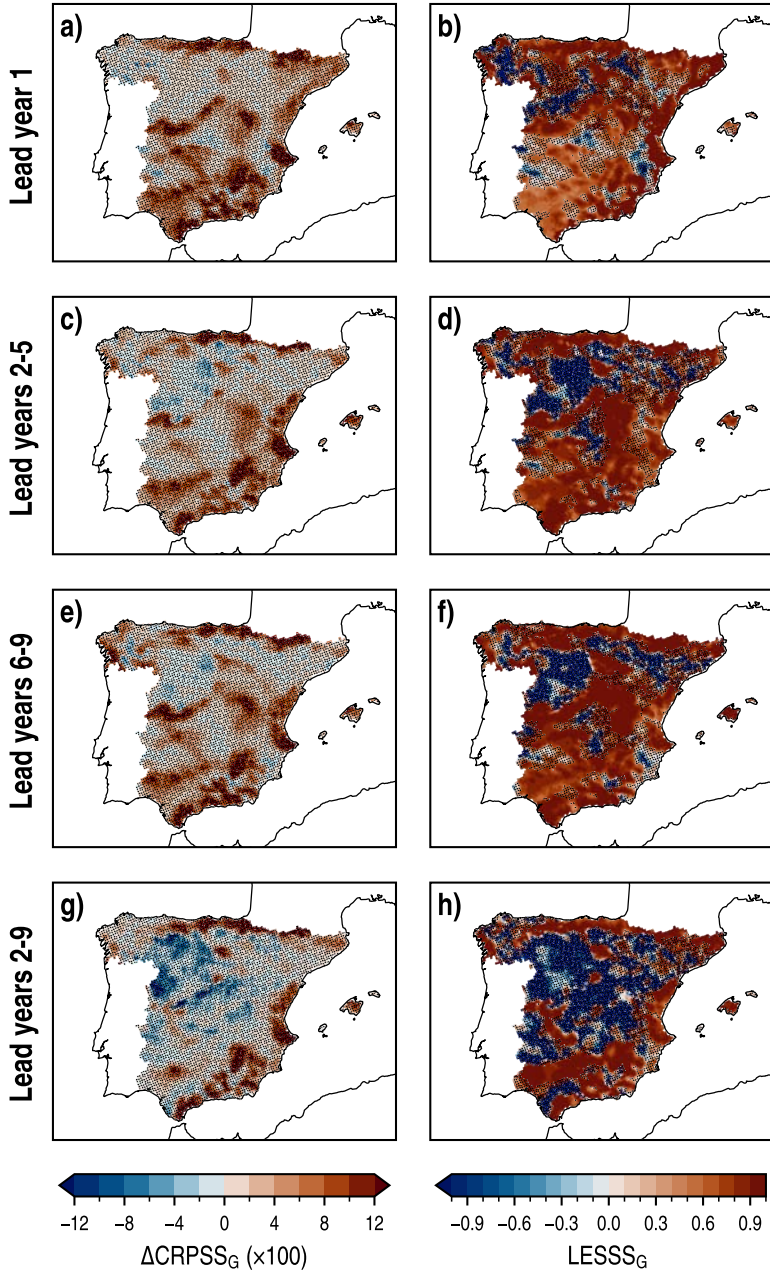 a)
b)
Lead year 1
c)
d)
Lead years 2-5
e)
f)
Lead years 6-9
g)
h)
Lead years 2-9
−12 −8 −4 0 4 8 12
ΔCRPSS_G (×100)
−0.9 −0.6 −0.3 0.0 0.3 0.6 0.9
LESSS_G